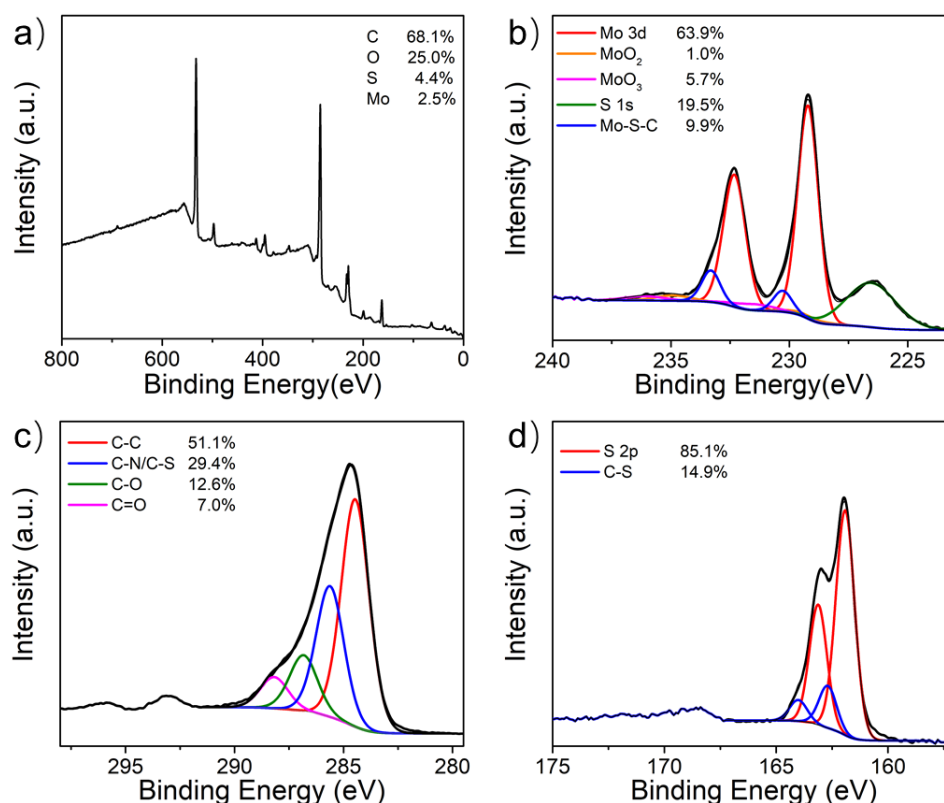 a)
C 68.1%
O 25.0%
S 4.4%
Mo 2.5%
Intensity (a.u.)
800 600 400 200 0
Binding Energy(eV)
b)
Mo 3d 63.9%
MoO₂ 1.0%
MoO₃ 5.7%
S 1s 19.5%
Mo-S-C 9.9%
Intensity (a.u.)
240 235 230 225
Binding Energy(eV)
c)
C-C 51.1%
C-N/C-S 29.4%
C-O 12.6%
C=O 7.0%
Intensity (a.u.)
295 290 285 280
Binding Energy(eV)
d)
S 2p 85.1%
C-S 14.9%
Intensity (a.u.)
175 170 165 160
Binding Energy(eV)